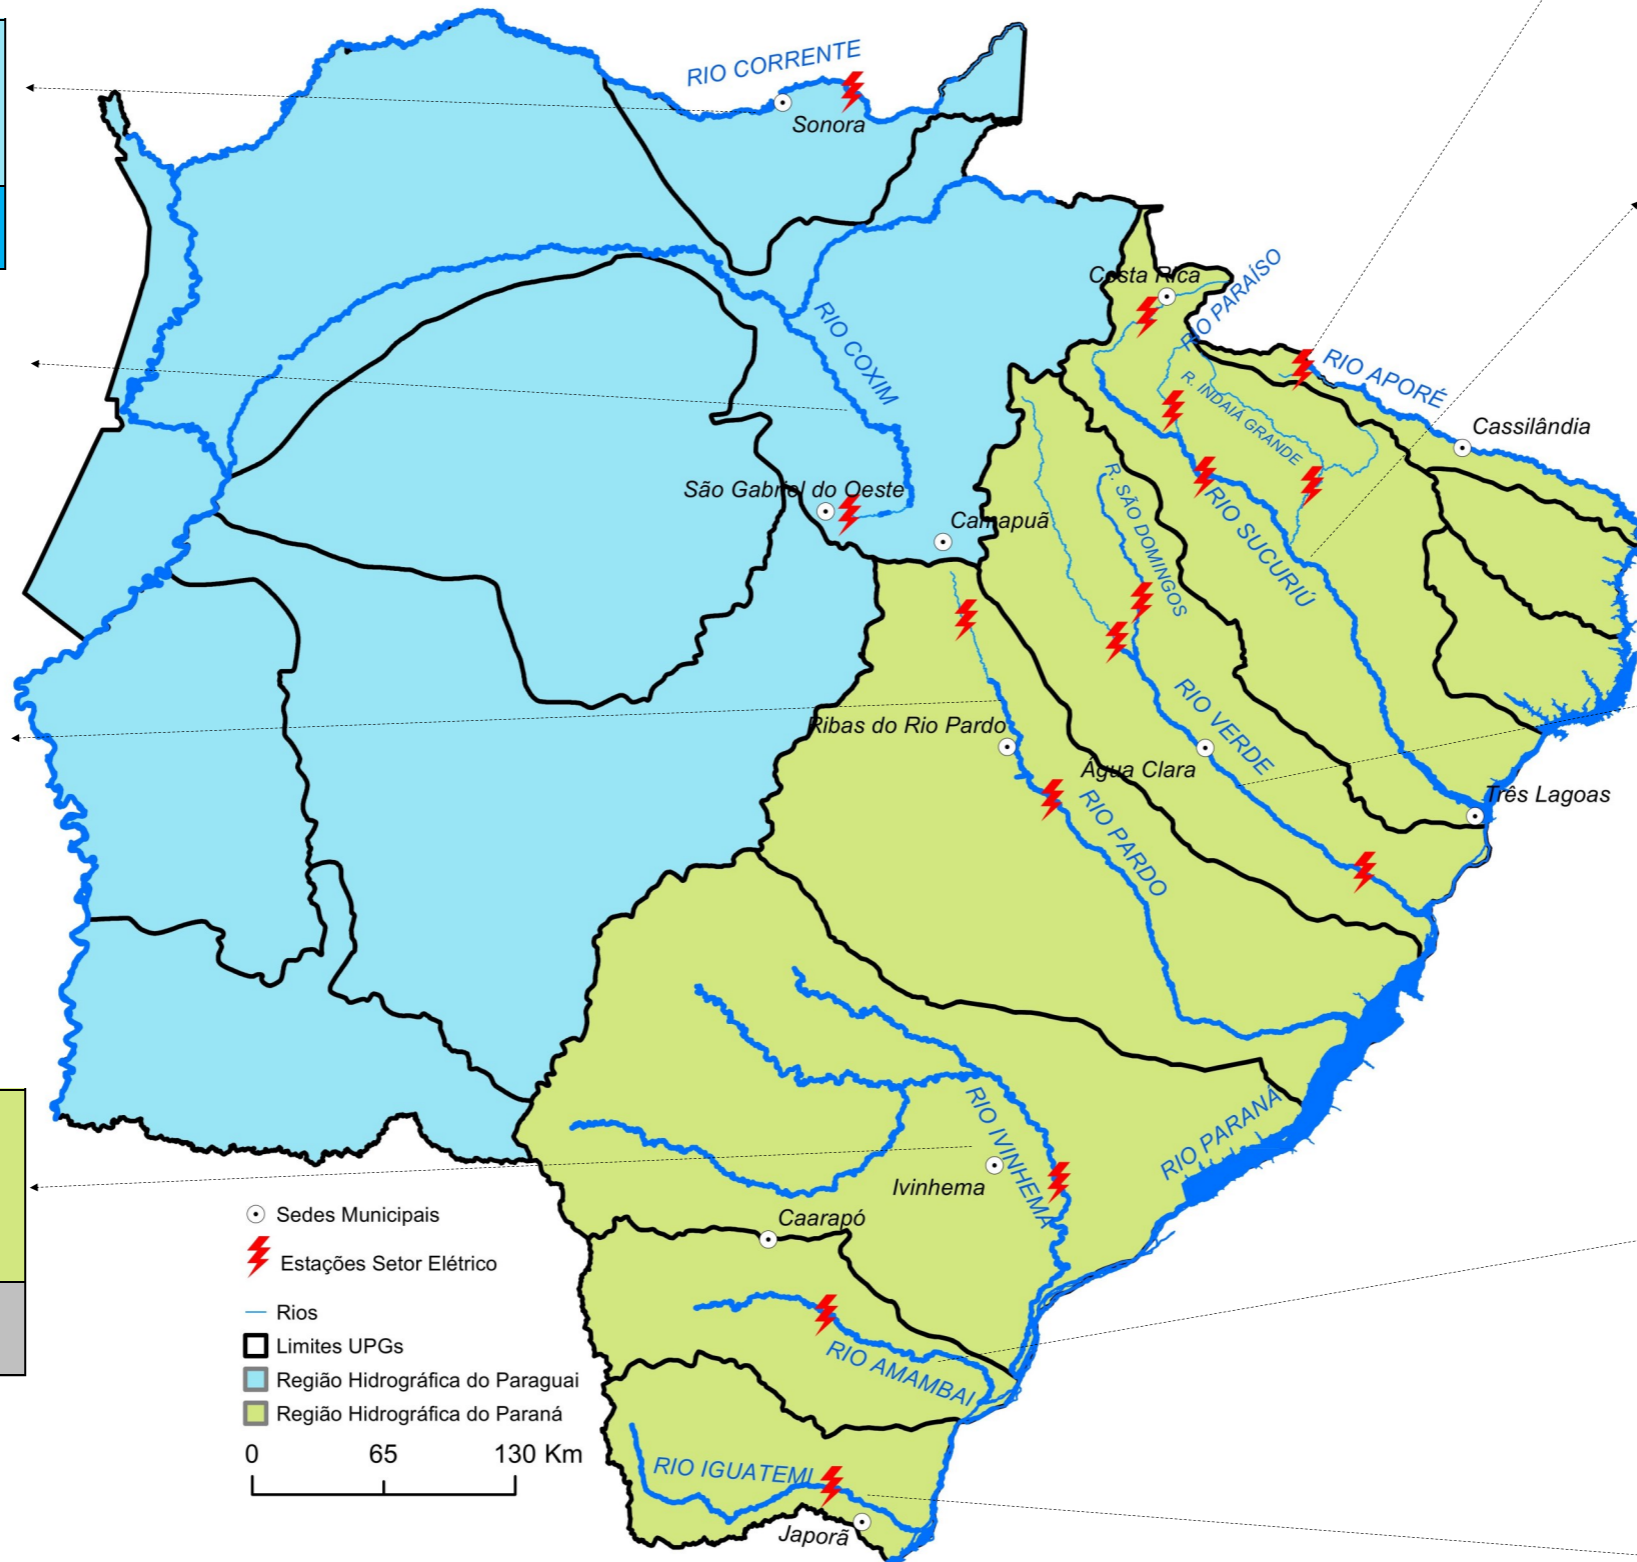 RIO CORRENTE
Sonora
Costa Rica
RIO PARAÍSO
RIO COXIM
RIO APORÉ
R. INDAIÁ GRANDE
Cassilândia
São Gabriel do Oeste
R. SÃO DOMINGOS
RIO SUCURIÚ
Camapuã
RIO VERDE
Ribas do Rio Pardo
Água Clara
Três Lagoas
RIO PARDO
RIO IVINHEMA
RIO PARANÁ
Ivinhema
Caarapó
Sedes Municipais
Estações Setor Elétrico
Rios
Limites UPGs
Região Hidrográfica do Paraguai
Região Hidrográfica do Paraná
0 65 130 Km
RIO AMAMBAI
RIO IGUATEMI
Japorã